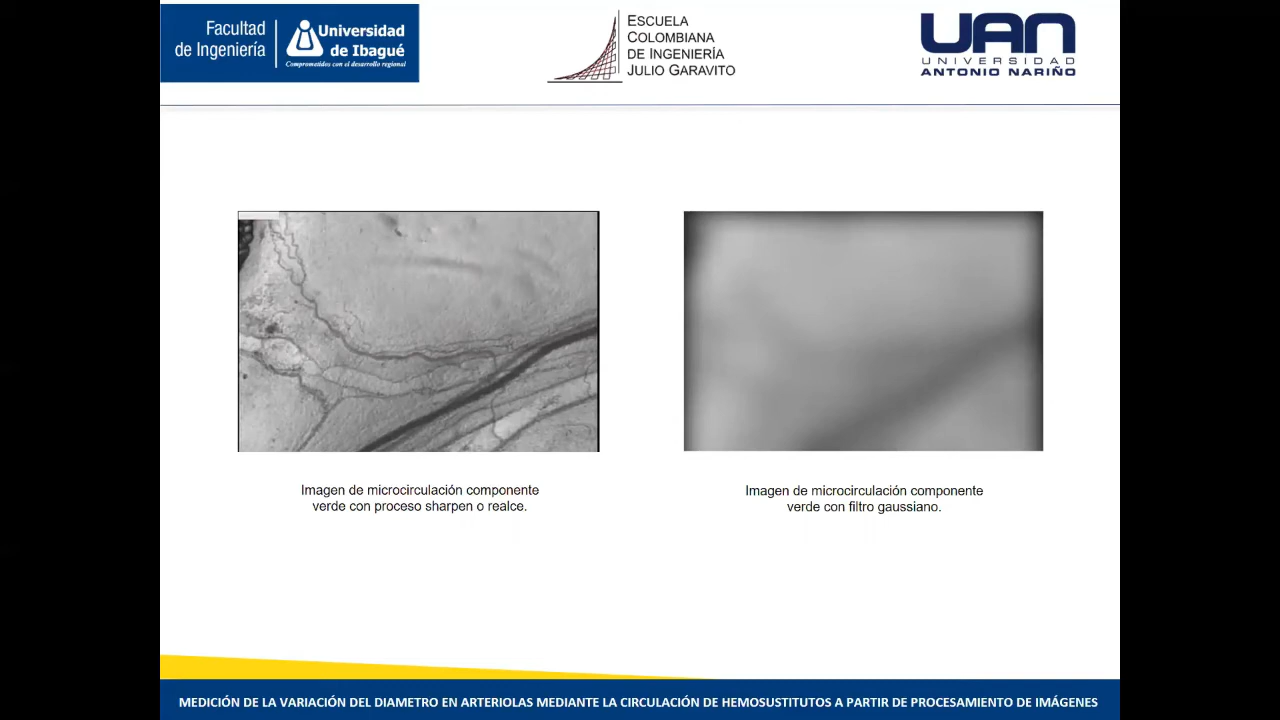 Facultad
de Ingeniería
Universidad
de Ibagué
Comprometidos con el desarrollo regional
ESCUELA
COLOMBIANA
DE INGENIERÍA
JULIO GARAVITO
UAN
UNIVERSIDAD
ANTONIO NARIÑO
Imagen de microcirculación componente
verde con proceso sharpen o realce.
Imagen de microcirculación componente
verde con filtro gaussiano.
MEDICIÓN DE LA VARIACIÓN DEL DIAMETRO EN ARTERIOLAS MEDIANTE LA CIRCULACIÓN DE HEMOSUSTITUTOS A PARTIR DE PROCESAMIENTO DE IMÁGENES